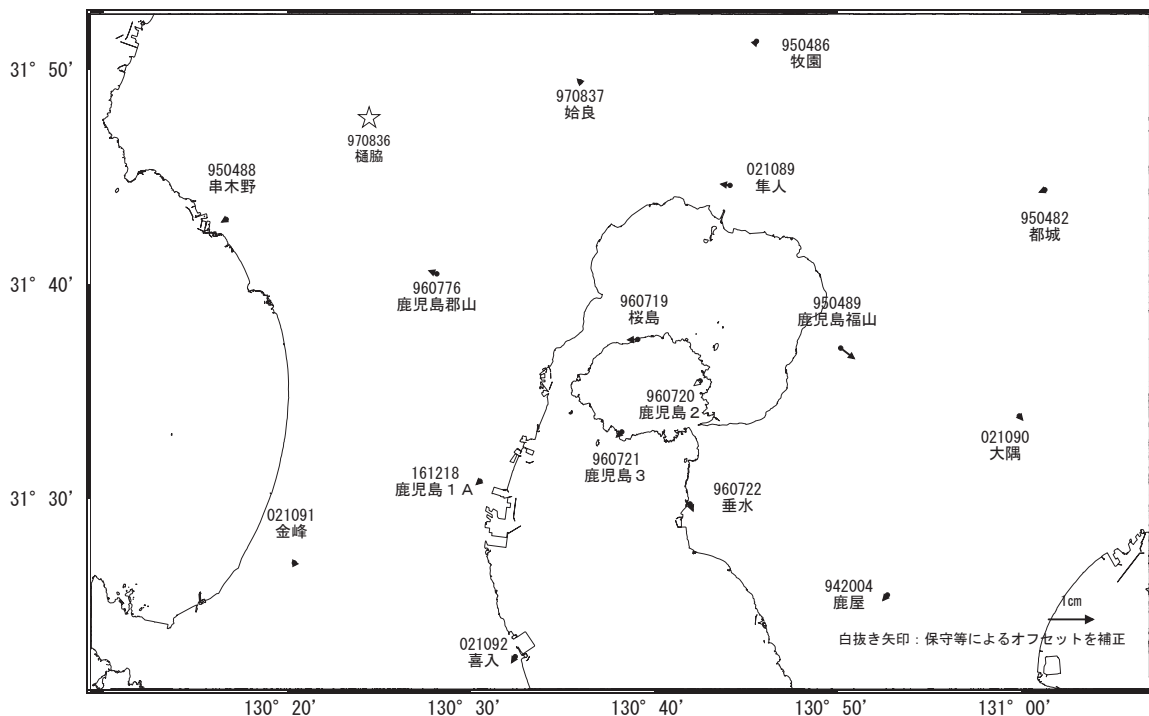 950486
牧園
31° 50'
970837
姶良
970836
樋脇
950488
串木野
021089
隼人
950482
都城
31° 40'
960776
鹿児島郡山
960719
桜島
950489
鹿児島福山
960720
鹿児島２
021090
大隅
960721
鹿児島３
161218
鹿児島１Ａ
31° 30'
960722
垂水
021091
金峰
942004
鹿屋
1cm
白抜き矢印：保守等によるオフセットを補正
021092
喜入
130° 20'
130° 30'
130° 40'
130° 50'
131° 00'